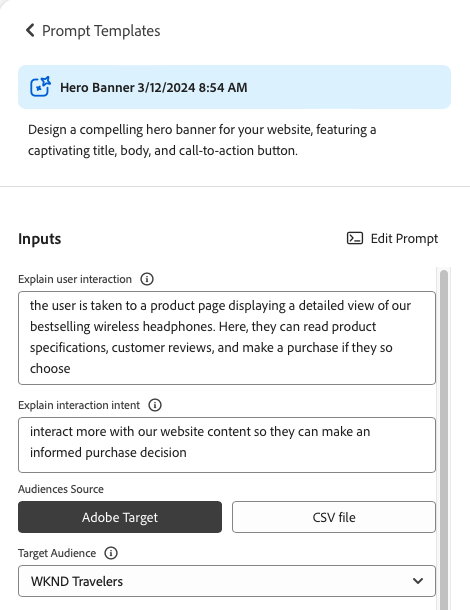 Prompt Templates
Hero Banner 3/12/2024 8:54 AM
Design a compelling hero banner for your website, featuring a
captivating title, body, and call-to-action button.
Inputs
Edit Prompt
Explain user interaction
the user is taken to a product page displaying a detailed view of our
bestselling wireless headphones. Here, they can read product
specifications, customer reviews, and make a purchase if they so
choose
Explain interaction intent
interact more with our website content so they can make an
informed purchase decision
Audiences Source
Adobe Target
CSV file
Target Audience
WKND Travelers